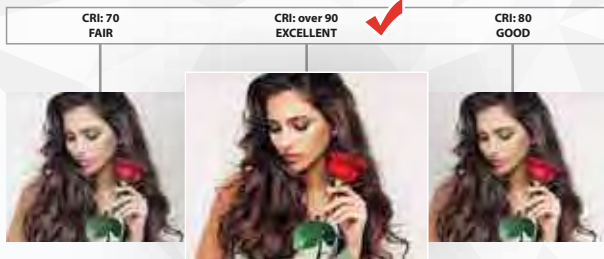 CRI: 70
FAIR
CRI: over 90
EXCELLENT
CRI: 80
GOOD